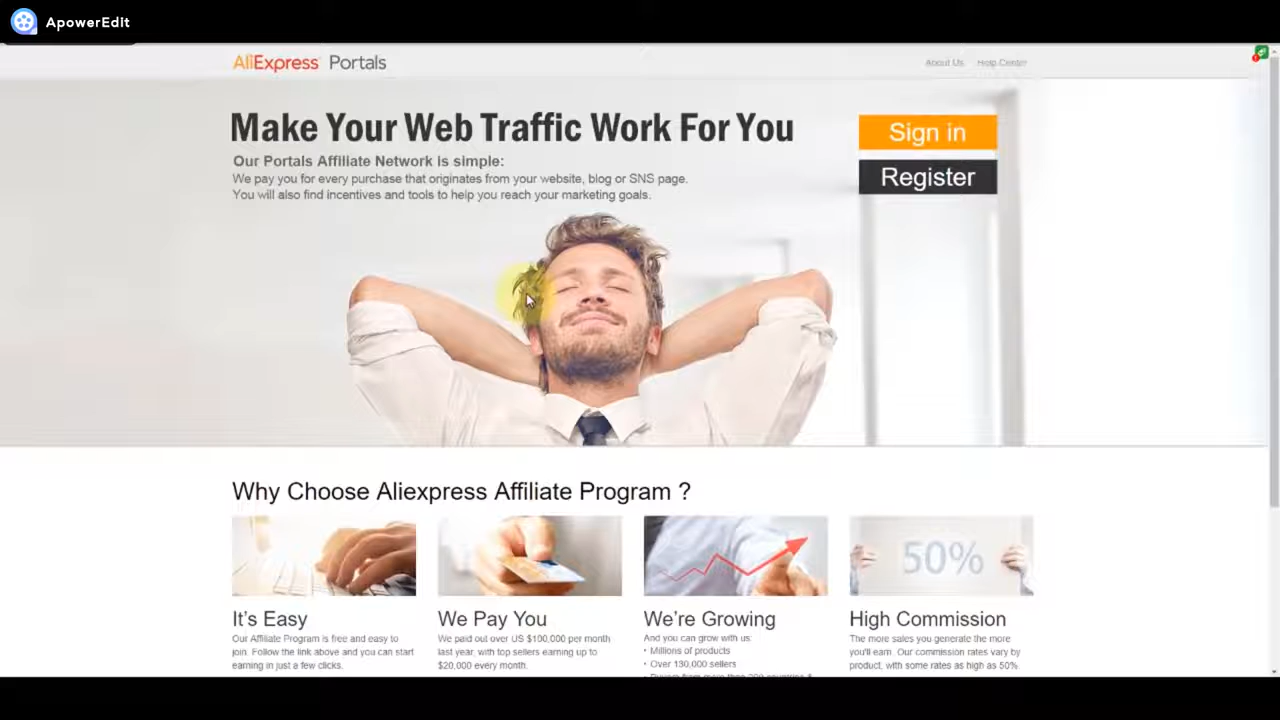 ApowerEdit
AliExpress Portals
About Us Help Center
Make Your Web Traffic Work For You
Sign in
Register
Our Portals Affiliate Network is simple:
We pay you for every purchase that originates from your website, blog or SNS page.
You will also find incentives and tools to help you reach your marketing goals.
Why Choose Aliexpress Affiliate Program ?
50%
It's Easy
Our Affiliate Program is free and easy to
join. Follow the link above and you can start
earning in just a few clicks.
We Pay You
We paid out over US $100,000 per month
last year, with top sellers earning up to
$20,000 every month.
We're Growing
And you can grow with us:
• Millions of products
• Over 130,000 sellers
High Commission
The more sales you generate the more
you'll earn. Our commission rates vary by
product, with some rates as high as 50%